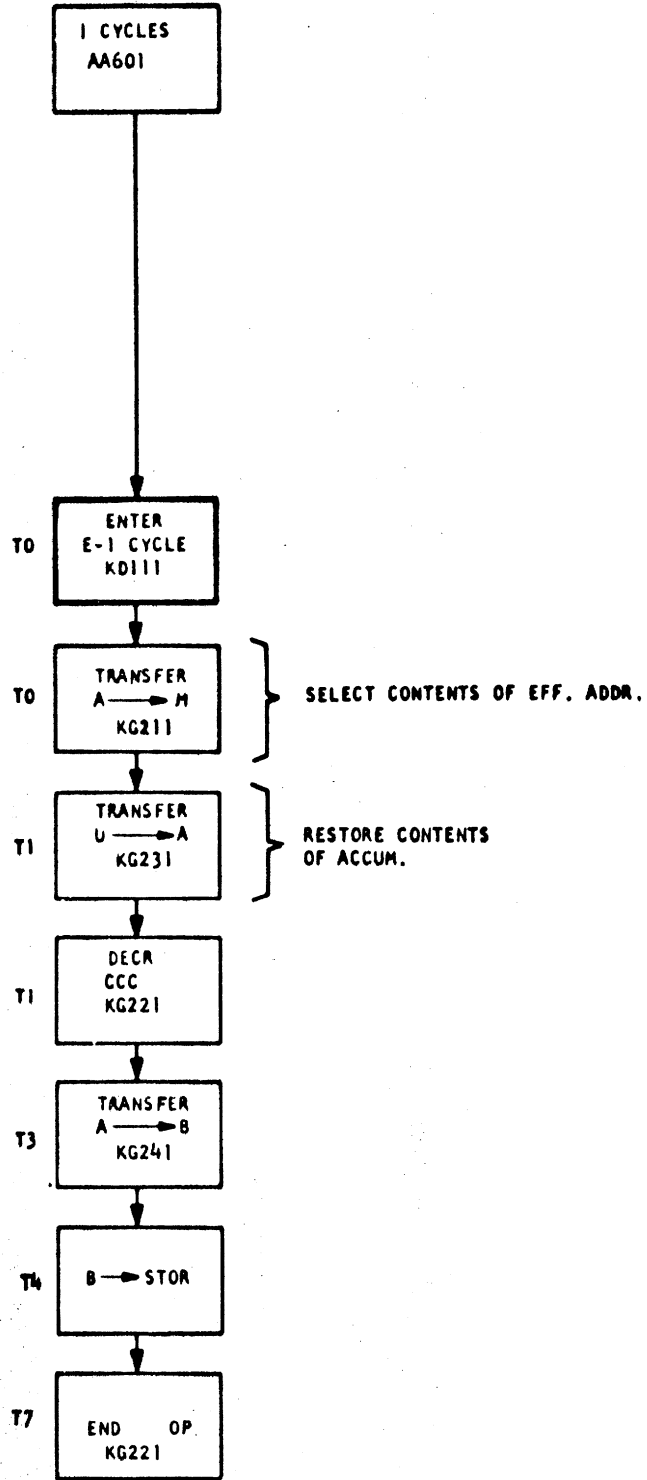 I CYCLES
AA601
T0
ENTER
E-1 CYCLE
KD111
T0
TRANSFER
A → M
KG211
SELECT CONTENTS OF EFF. ADDR.
T1
TRANSFER
U → A
KG231
RESTORE CONTENTS
OF ACCUM.
T1
DECR
CCC
KG221
T3
TRANSFER
A → B
KG241
T4
B → STOR
T7
END OP
KG221